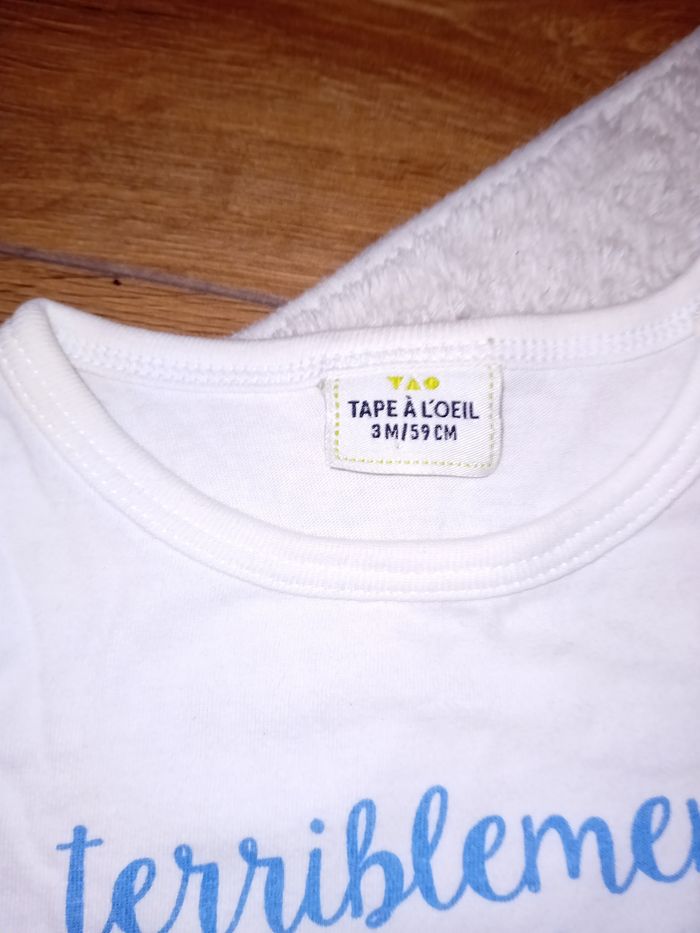 TAO
TAPE À L'OEIL
3M/59CM
terribleme